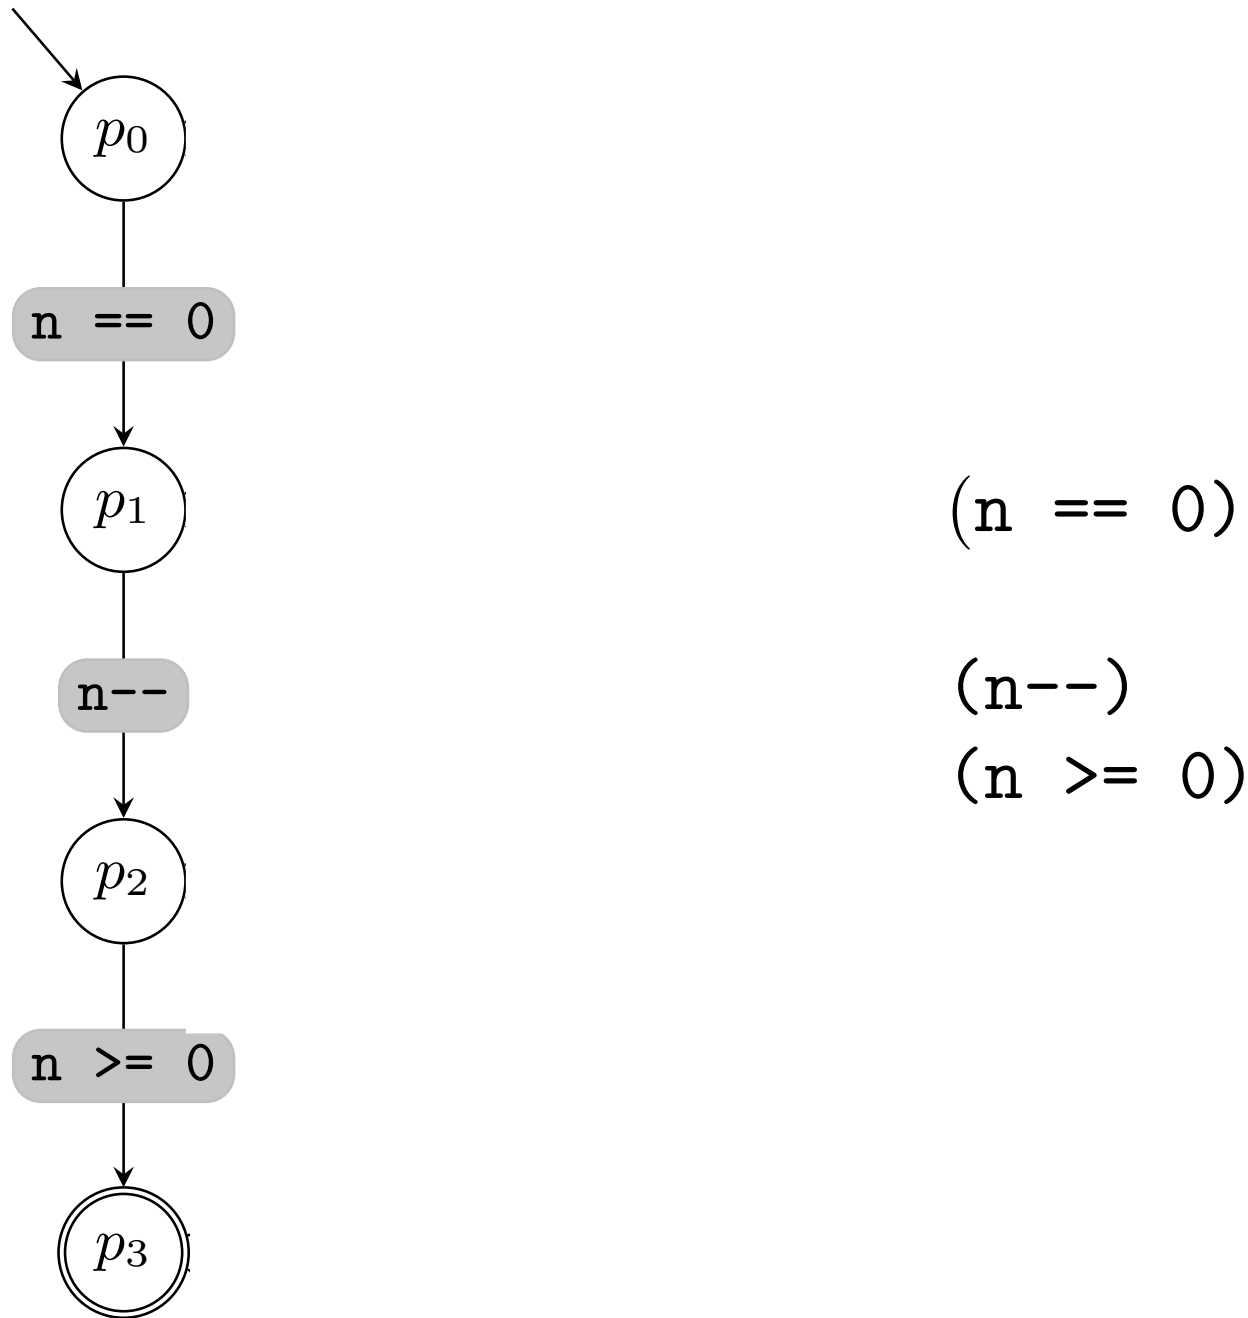 p₀
n == 0
p₁
(n == 0)
n--
(n--)
(n >= 0)
p₂
n >= 0
p₃